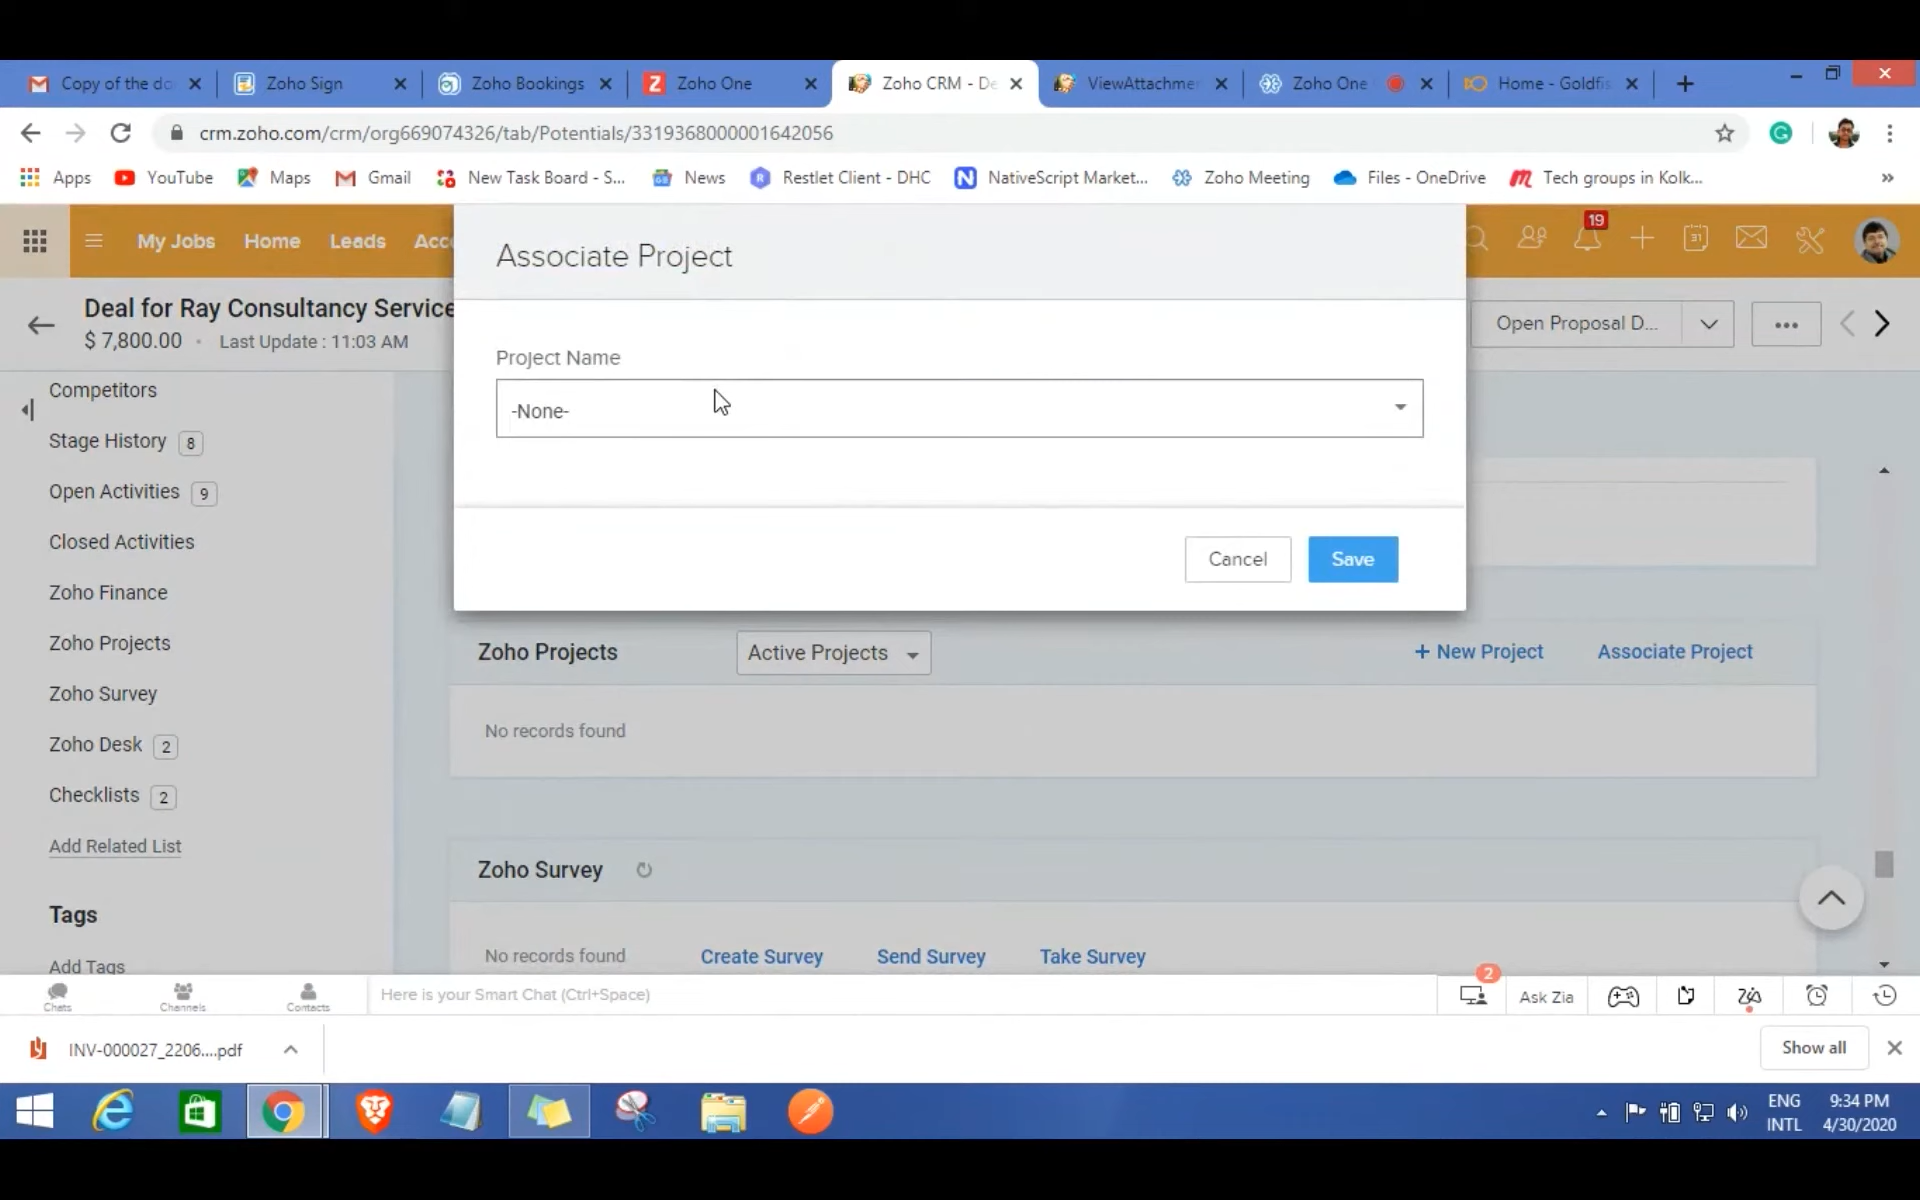 Copy of the do
Zoho Sign
Zoho Bookings
Zoho One
Zoho CRM - De
ViewAttachmer
Zoho One
Home - Goldfis
crm.zoho.com/crm/org669074326/tab/Potentials/3319368000001642056
Apps
YouTube
Maps
Gmail
New Task Board - S...
News
Restlet Client - DHC
NativeScript Market...
Zoho Meeting
Files - OneDrive
Tech groups in Kolk...
»
My Jobs
Home
Leads
Acco
Associate Project
19
31
Deal for Ray Consultancy Service
$ 7,800.00 • Last Update : 11:03 AM
Open Proposal D...
Project Name
-None-
Cancel
Save
Competitors
Stage History 8
Open Activities 9
Closed Activities
Zoho Finance
Zoho Projects
Zoho Survey
Zoho Desk 2
Checklists 2
Add Related List
Tags
Add Tags
Zoho Projects
Active Projects
+ New Project
Associate Project
No records found
Zoho Survey
No records found
Create Survey
Send Survey
Take Survey
Chats
Channels
Contacts
Here is your Smart Chat (Ctrl+Space)
2
Ask Zia
INV-000027_2206....pdf
Show all
ENG
INTL
9:34 PM
4/30/2020